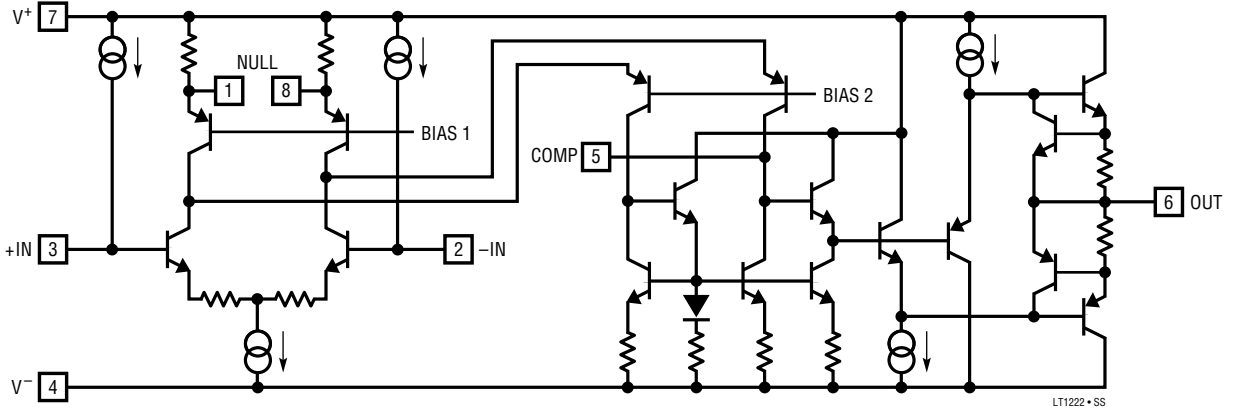 V+ 7
NULL
1
8
BIAS 1
BIAS 2
COMP 5
+IN 3
2 −IN
6 OUT
V− 4
LT1222 • SS